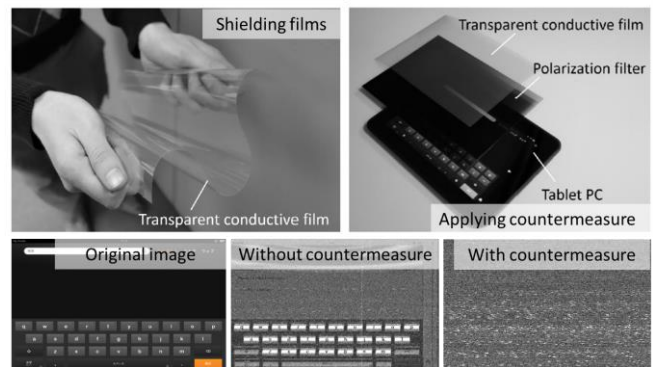 Shielding films
Transparent conductive film
Transparent conductive film
Polarization filter
Tablet PC
Applying countermeasure
Original image
Without countermeasure
With countermeasure
q w e r t y u i o p
a s d f g h j k l
z x c v b n m